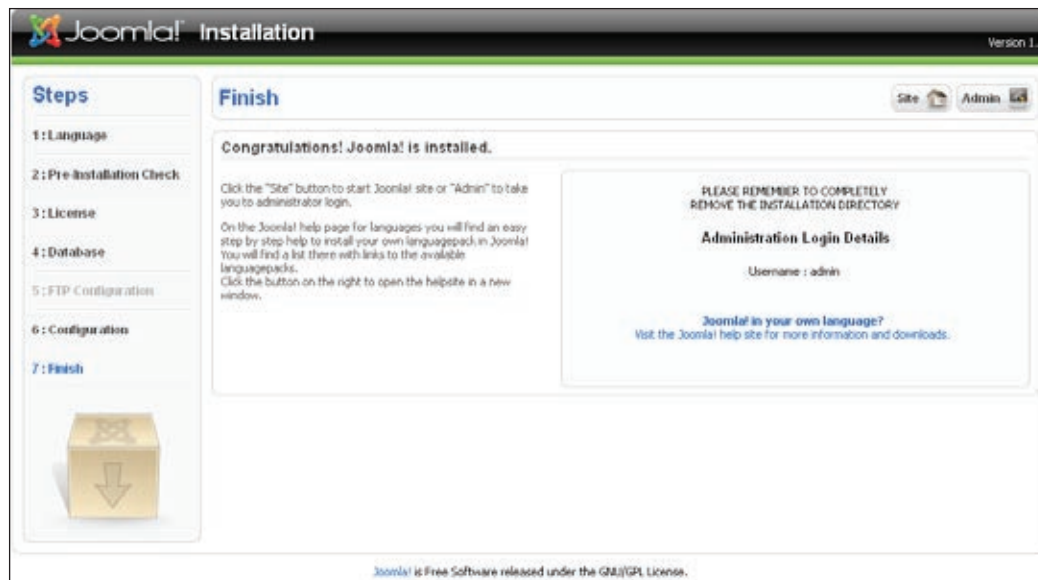 Joomla! Installation
Version 1.
Steps
1 : Language
2 : Pre-Installation Check
3 : License
4 : Database
5 : FTP Configuration
6 : Configuration
7 : Finish
Finish
Site
Admin
Congratulations! Joomla! is installed.
Click the "Site" button to start Joomla! site or "Admin" to take
you to administrator login.
On the Joomla! help page for languages you will find an easy
step by step help to install your own languagepack in Joomla!
You will find a list there with links to the available
languagepacks.
Click the button on the right to open the helpsite in a new
window.
PLEASE REMEMBER TO COMPLETELY
REMOVE THE INSTALLATION DIRECTORY
Administration Login Details
Username : admin
Joomla! in your own language?
Visit the Joomla! help site for more information and downloads.
Joomla! is Free Software released under the GNU/GPL License.